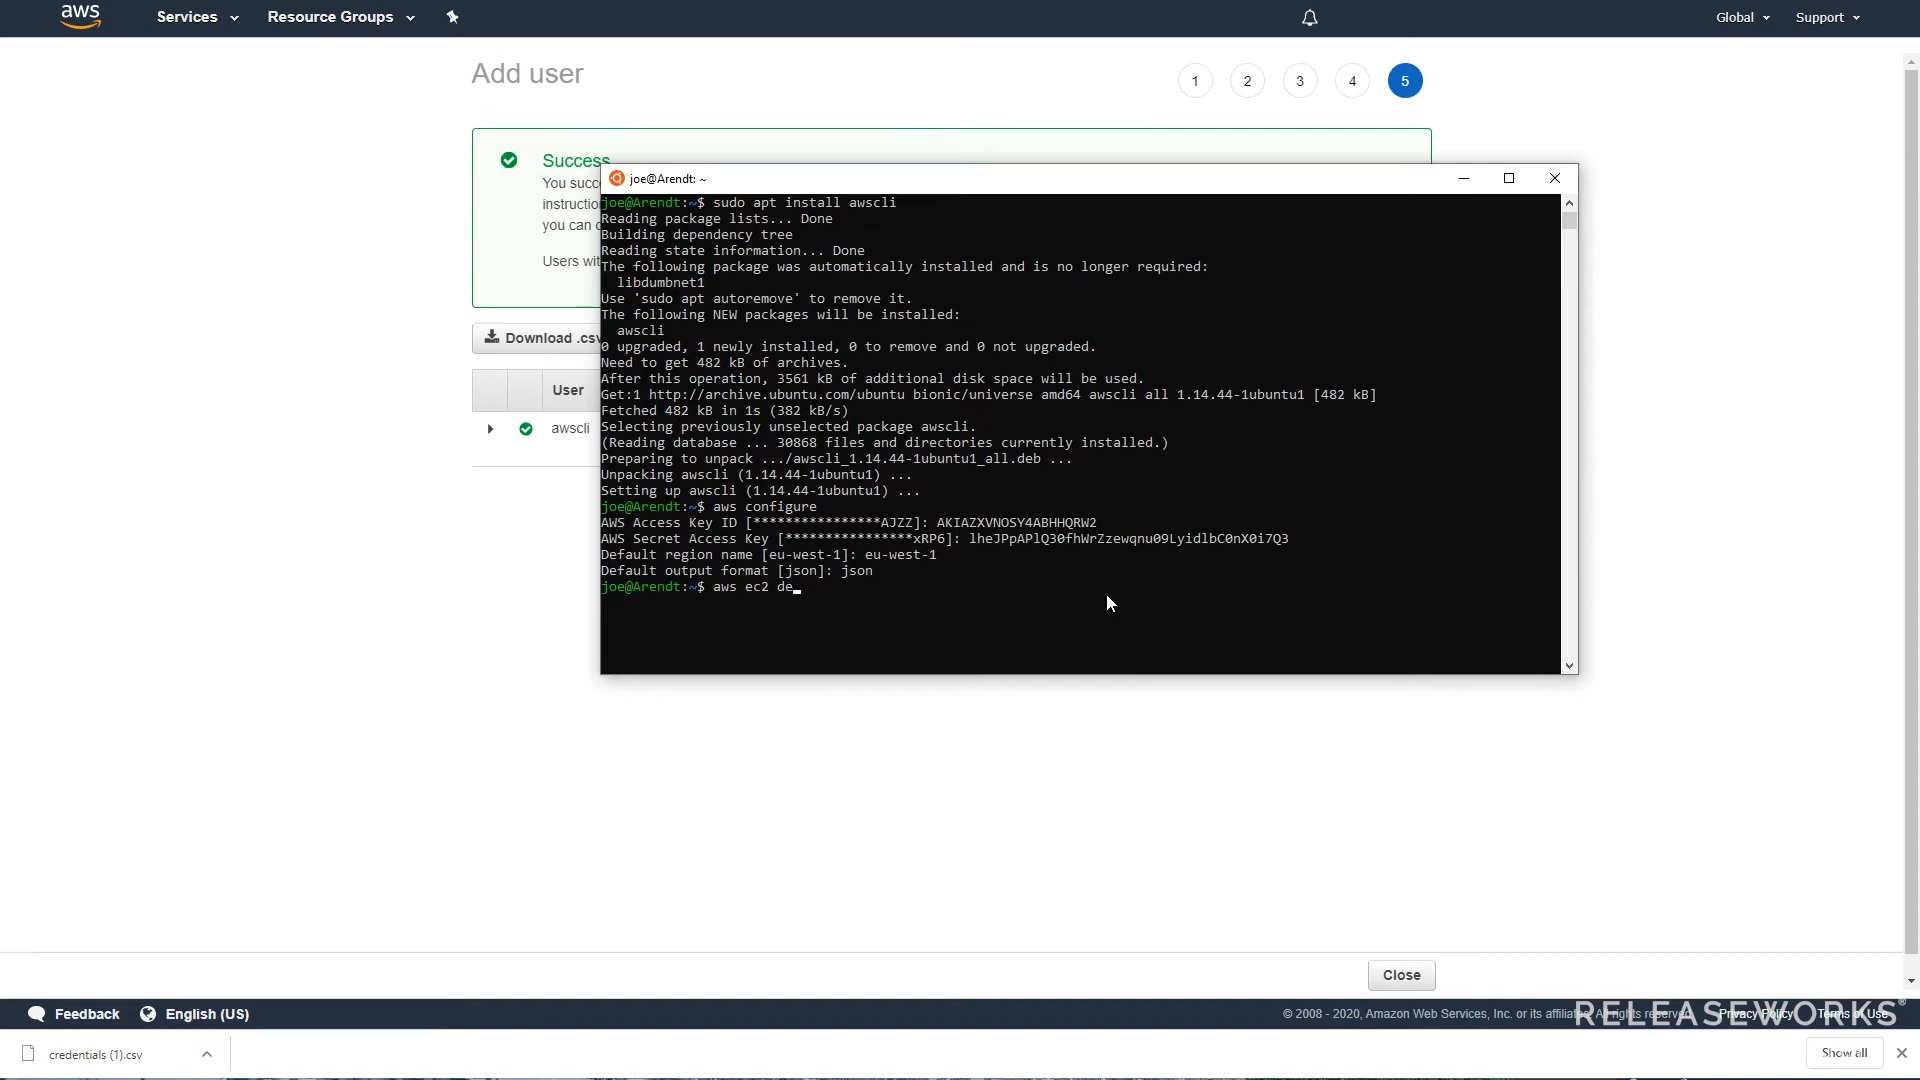 aws
Services
Resource Groups
Global
Support
Add user
1 2 3 4 5
Success
You succ
instructio
you can
Users wit
Download .csv
User
awscli
joe@Arendt: ~
joe@Arendt:~$ sudo apt install awscli
Reading package lists... Done
Building dependency tree
Reading state information... Done
The following package was automatically installed and is no longer required:
libdumbnet1
Use 'sudo apt autoremove' to remove it.
The following NEW packages will be installed:
awscli
0 upgraded, 1 newly installed, 0 to remove and 0 not upgraded.
Need to get 482 kB of archives.
After this operation, 3561 kB of additional disk space will be used.
Get:1 http://archive.ubuntu.com/ubuntu bionic/universe amd64 awscli all 1.14.44-1ubuntu1 [482 kB]
Fetched 482 kB in 1s (382 kB/s)
Selecting previously unselected package awscli.
(Reading database ... 30868 files and directories currently installed.)
Preparing to unpack .../awscli_1.14.44-1ubuntu1_all.deb ...
Unpacking awscli (1.14.44-1ubuntu1) ...
Setting up awscli (1.14.44-1ubuntu1) ...
joe@Arendt:~$ aws configure
AWS Access Key ID [****************AJZZ]: AKIAZXVNOSY4ABHHQRW2
AWS Secret Access Key [****************xRP6]: 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
Default region name [eu-west-1]: eu-west-1
Default output format [json]: json
joe@Arendt:~$ aws ec2 de
Close
Feedback
English (US)
© 2008 - 2020, Amazon Web Services, Inc. or its affiliates. All rights reserved.
Privacy Policy
Terms of Use
RELEASEWORKS
credentials (1).csv
Show all